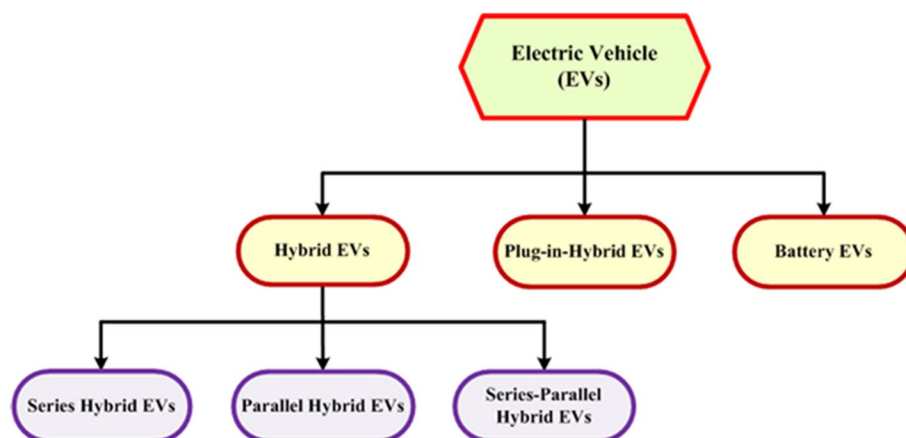 Electric Vehicle
(EVs)
Hybrid EVs
Plug-in-Hybrid EVs
Battery EVs
Series Hybrid EVs
Parallel Hybrid EVs
Series-Parallel
Hybrid EVs